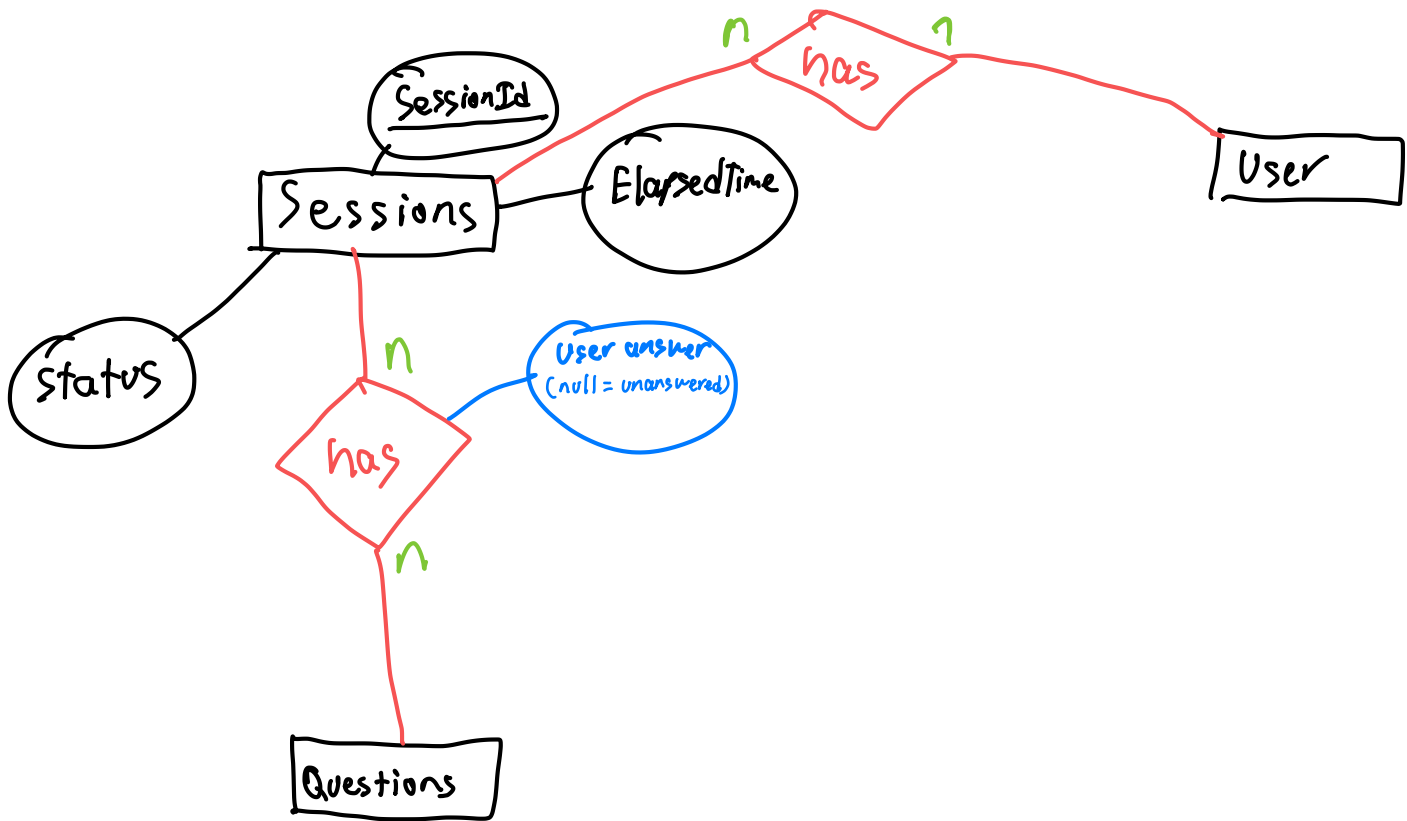 n
1
has
SessionId
User
ElapsedTime
Sessions
n
User answer
(null = unanswered)
status
has
n
Questions